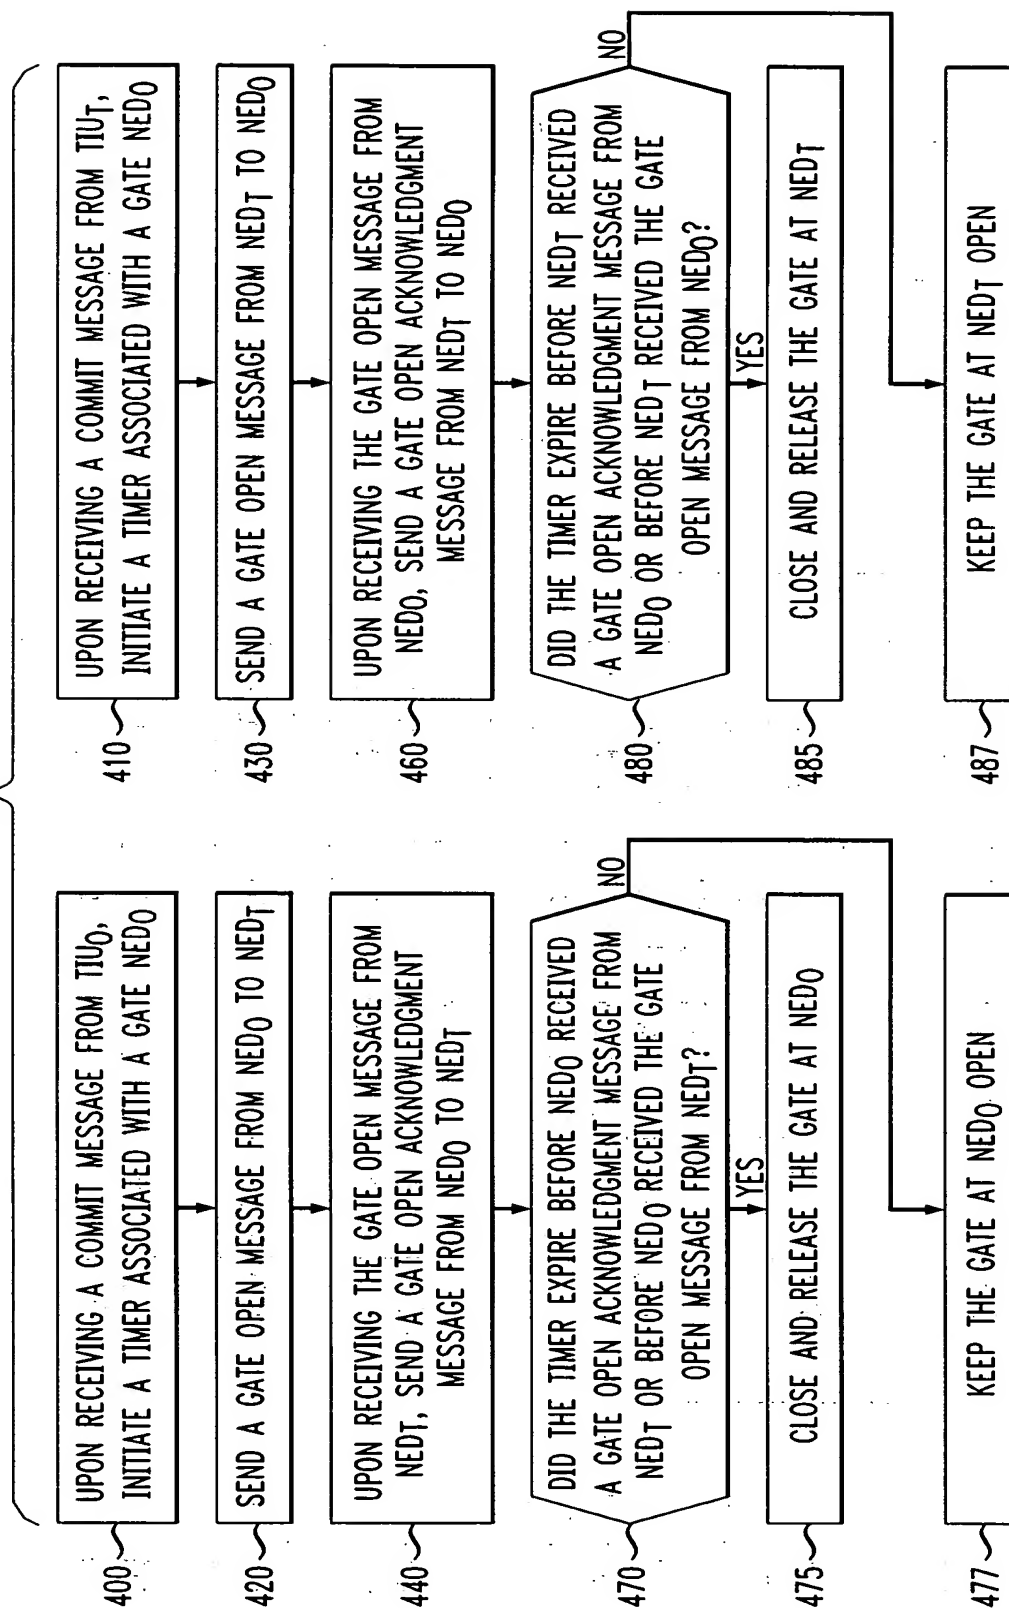 400
UPON RECEIVING A COMMIT MESSAGE FROM TIUO,
INITIATE A TIMER ASSOCIATED WITH A GATE NEDO
420
SEND A GATE OPEN MESSAGE FROM NEDO TO NEDT
440
UPON RECEIVING THE GATE OPEN MESSAGE FROM
NEDT, SEND A GATE OPEN ACKNOWLEDGMENT
MESSAGE FROM NEDO TO NEDT
470
DID THE TIMER EXPIRE BEFORE NEDO RECEIVED
A GATE OPEN ACKNOWLEDGMENT MESSAGE FROM
NEDT OR BEFORE NEDO RECEIVED THE GATE
OPEN MESSAGE FROM NEDT?
NO
YES
475
CLOSE AND RELEASE THE GATE AT NEDO
477
KEEP THE GATE AT NEDO OPEN
410
UPON RECEIVING A COMMIT MESSAGE FROM TIUT,
INITIATE A TIMER ASSOCIATED WITH A GATE NEDO
430
SEND A GATE OPEN MESSAGE FROM NEDT TO NEDO
460
UPON RECEIVING THE GATE OPEN MESSAGE FROM
NEDO, SEND A GATE OPEN ACKNOWLEDGMENT
MESSAGE FROM NEDT TO NEDO
480
DID THE TIMER EXPIRE BEFORE NEDT RECEIVED
A GATE OPEN ACKNOWLEDGMENT MESSAGE FROM
NEDO OR BEFORE NEDT RECEIVED THE GATE
OPEN MESSAGE FROM NEDO?
NO
YES
485
CLOSE AND RELEASE THE GATE AT NEDT
487
KEEP THE GATE AT NEDT OPEN